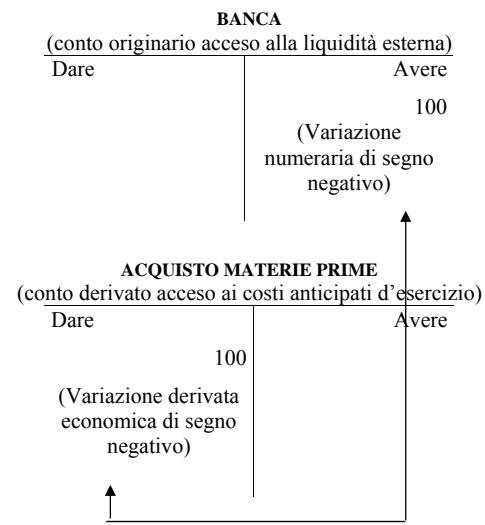 BANCA
(conto originario acceso alla liquidità esterna)
Dare Avere
100
(Variazione
numeraria di segno
negativo)
ACQUISTO MATERIE PRIME
(conto derivato acceso ai costi anticipati d'esercizio)
Dare Avere
100
(Variazione derivata
economica di segno
negativo)